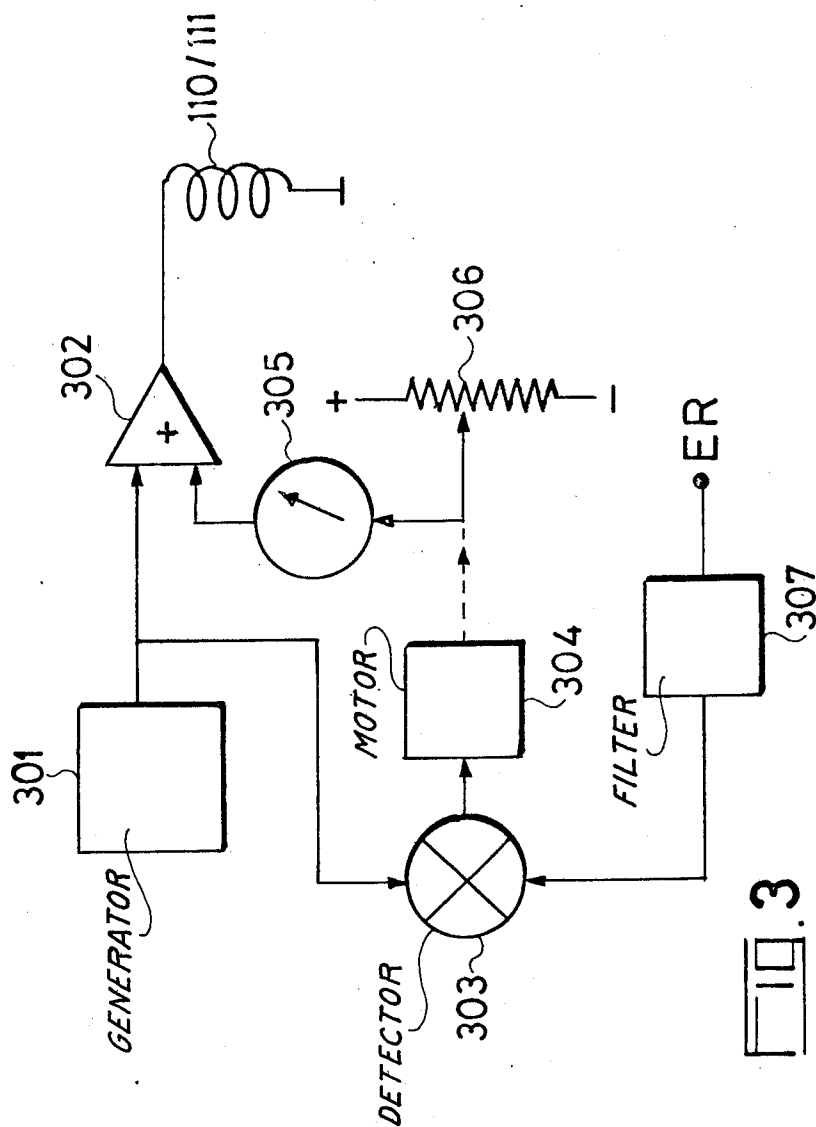 GENERATOR
301
302
110/111
305
+
+
306
−
MOTOR
304
DETECTOR
303
FILTER
307
ER
FIG. 3